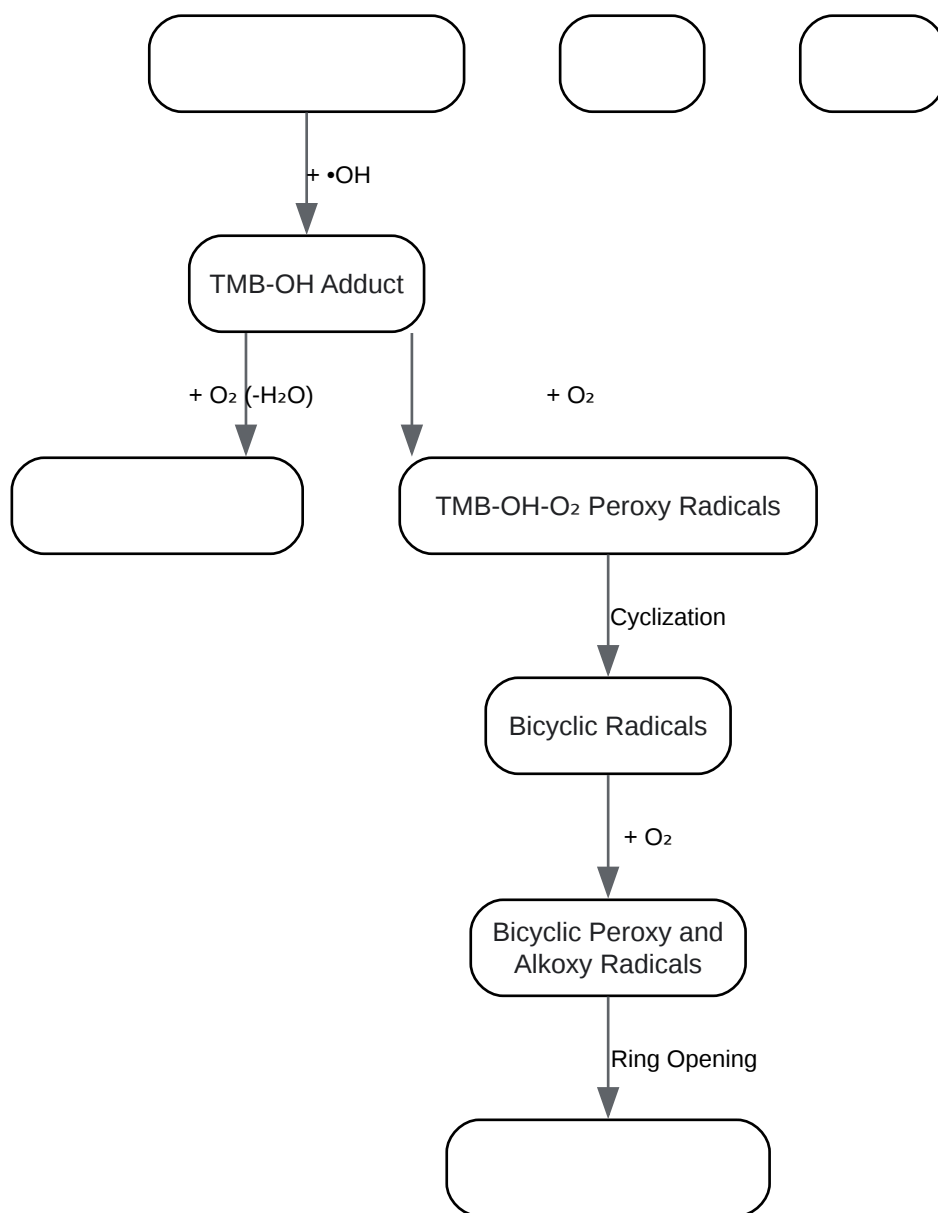 + •OH
TMB-OH Adduct
+ O₂ (-H₂O)
+ O₂
TMB-OH-O₂ Peroxy Radicals
Cyclization
Bicyclic Radicals
+ O₂
Bicyclic Peroxy and
Alkoxy Radicals
Ring Opening